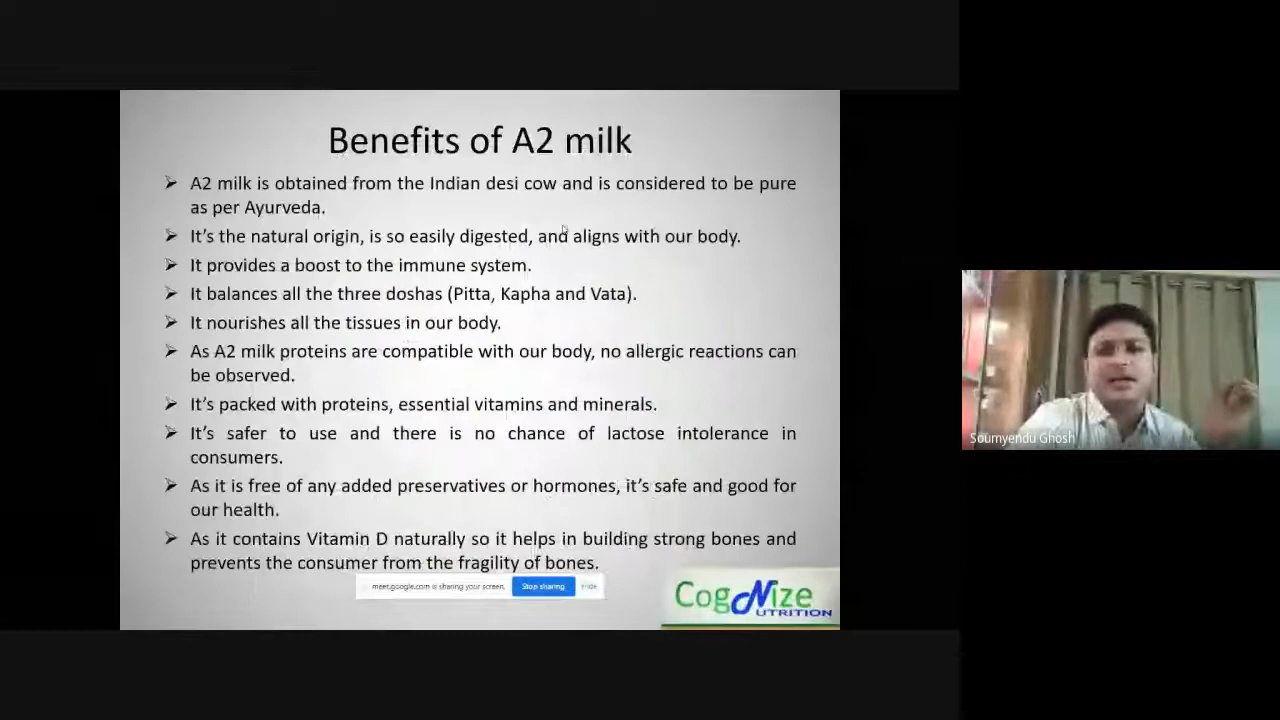 Benefits of A2 milk
A2 milk is obtained from the Indian desi cow and is considered to be pure
as per Ayurveda.
It's the natural origin, is so easily digested, and aligns with our body.
It provides a boost to the immune system.
It balances all the three doshas (Pitta, Kapha and Vata).
It nourishes all the tissues in our body.
As A2 milk proteins are compatible with our body, no allergic reactions can
be observed.
It's packed with proteins, essential vitamins and minerals.
It's safer to use and there is no chance of lactose intolerance in
consumers.
As it is free of any added preservatives or hormones, it's safe and good for
our health.
As it contains Vitamin D naturally so it helps in building strong bones and
prevents the consumer from the fragility of bones.
meet.google.com is sharing your screen. Stop sharing Hide
CogNize
UTRITION
Soumyendu Ghosh